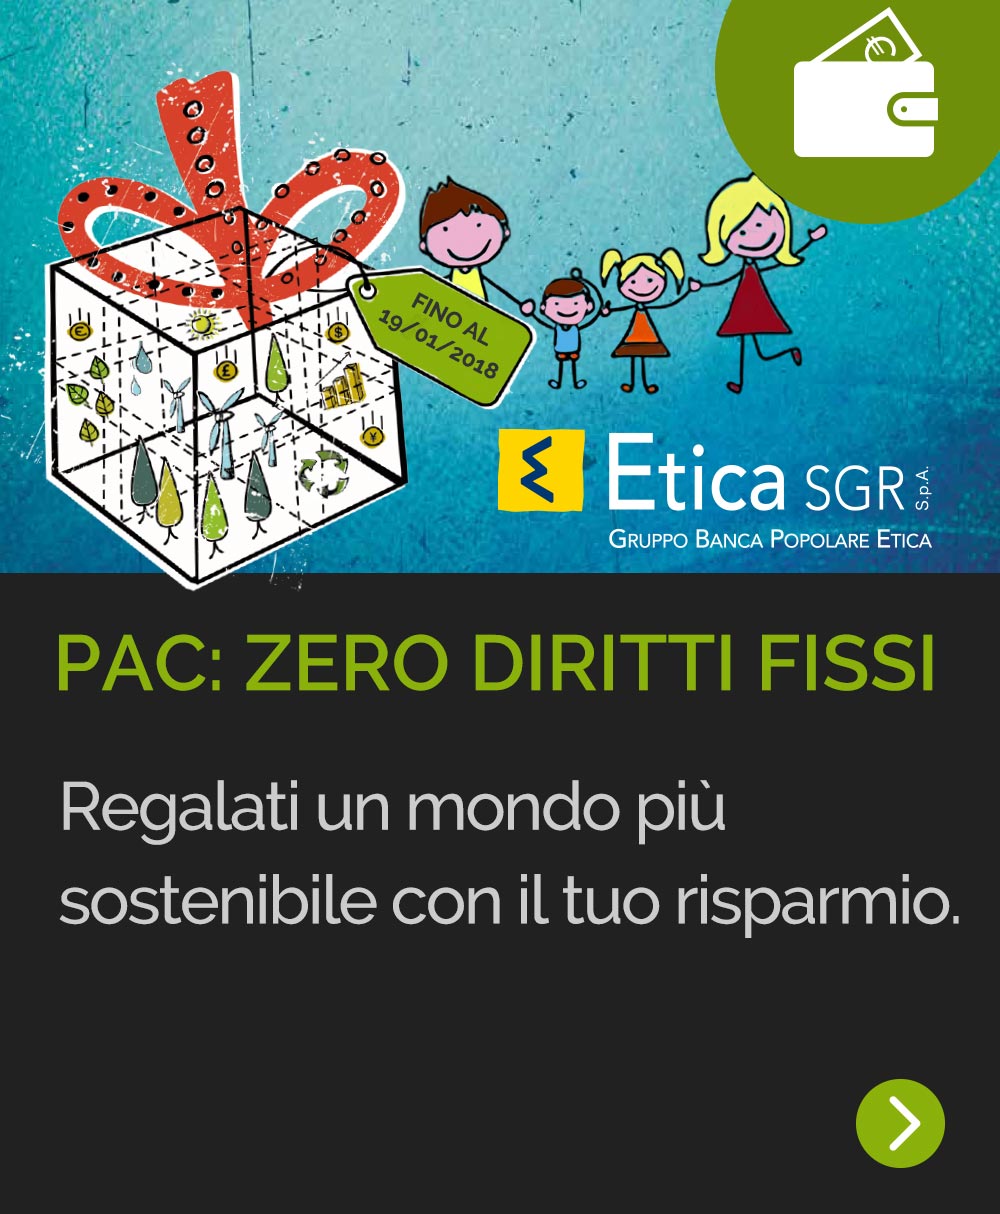 FINO AL
19/01/2018
Etica SGR S.p.A.
GRUPPO BANCA POPOLARE ETICA
PAC: ZERO DIRITTI FISSI
Regalati un mondo più
sostenibile con il tuo risparmio.